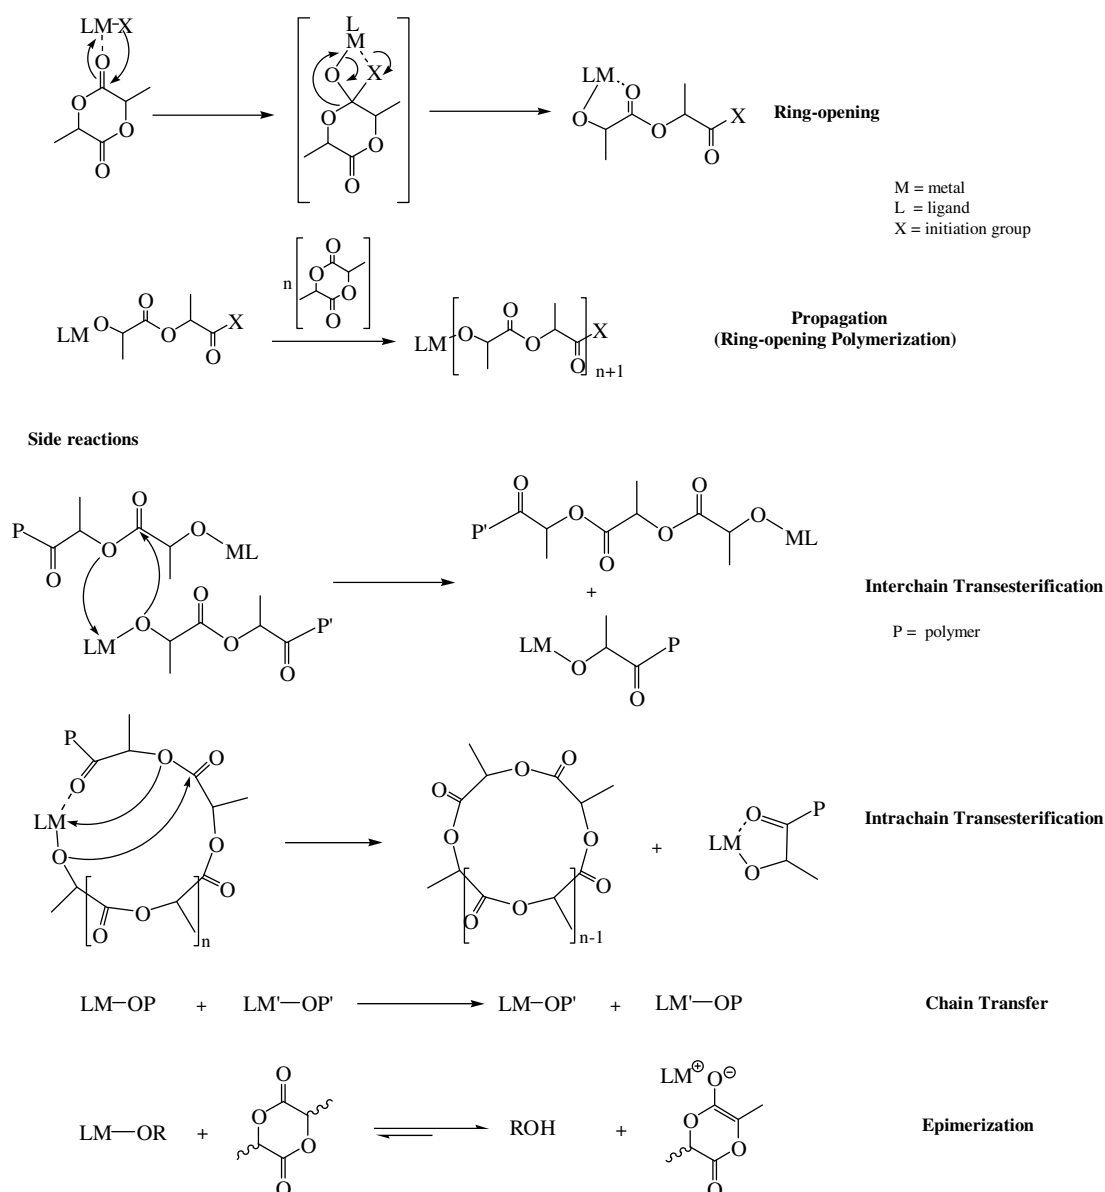 LM-X
O
O
O
O
L
M
O
X
O
O
O
LM
O
O
O
X
O
Ring-opening
M = metal
L = ligand
X = initiation group
n
O
O
O
O
LM
O
O
O
X
O
LM
O
O
O
X
O
n+1
Propagation
(Ring-opening Polymerization)
Side reactions
P
O
O
O
O
ML
LM
O
O
O
P'
O
P'
O
O
O
O
O
O
ML
+
LM
O
P
O
Interchain Transesterification
P = polymer
P
O
O
O
LM
O
O
O
O
O
n
O
O
O
O
O
O
O
O
O
n-1
+
O
P
LM
O
Intrachain Transesterification
LM-OP + LM'-OP' LM-OP' + LM'-OP
Chain Transfer
LM-OR +
O
O
O
O
ROH +
LM⊕ O⊖
O
O
O
Epimerization